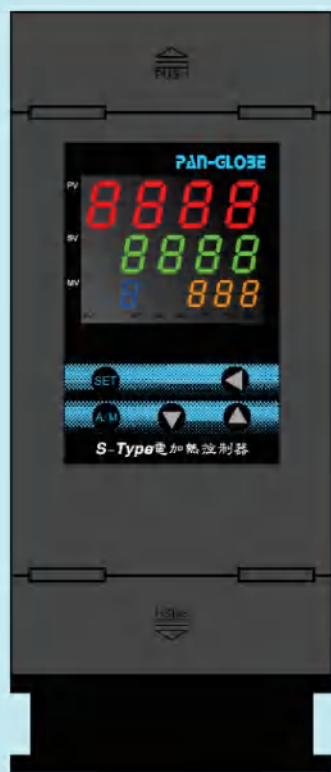 PUSH
PAN-GLOBE
PV
8888
SV
8888
MV
8 888
SET
A/M
S-Type電加熱控制器
PUSH